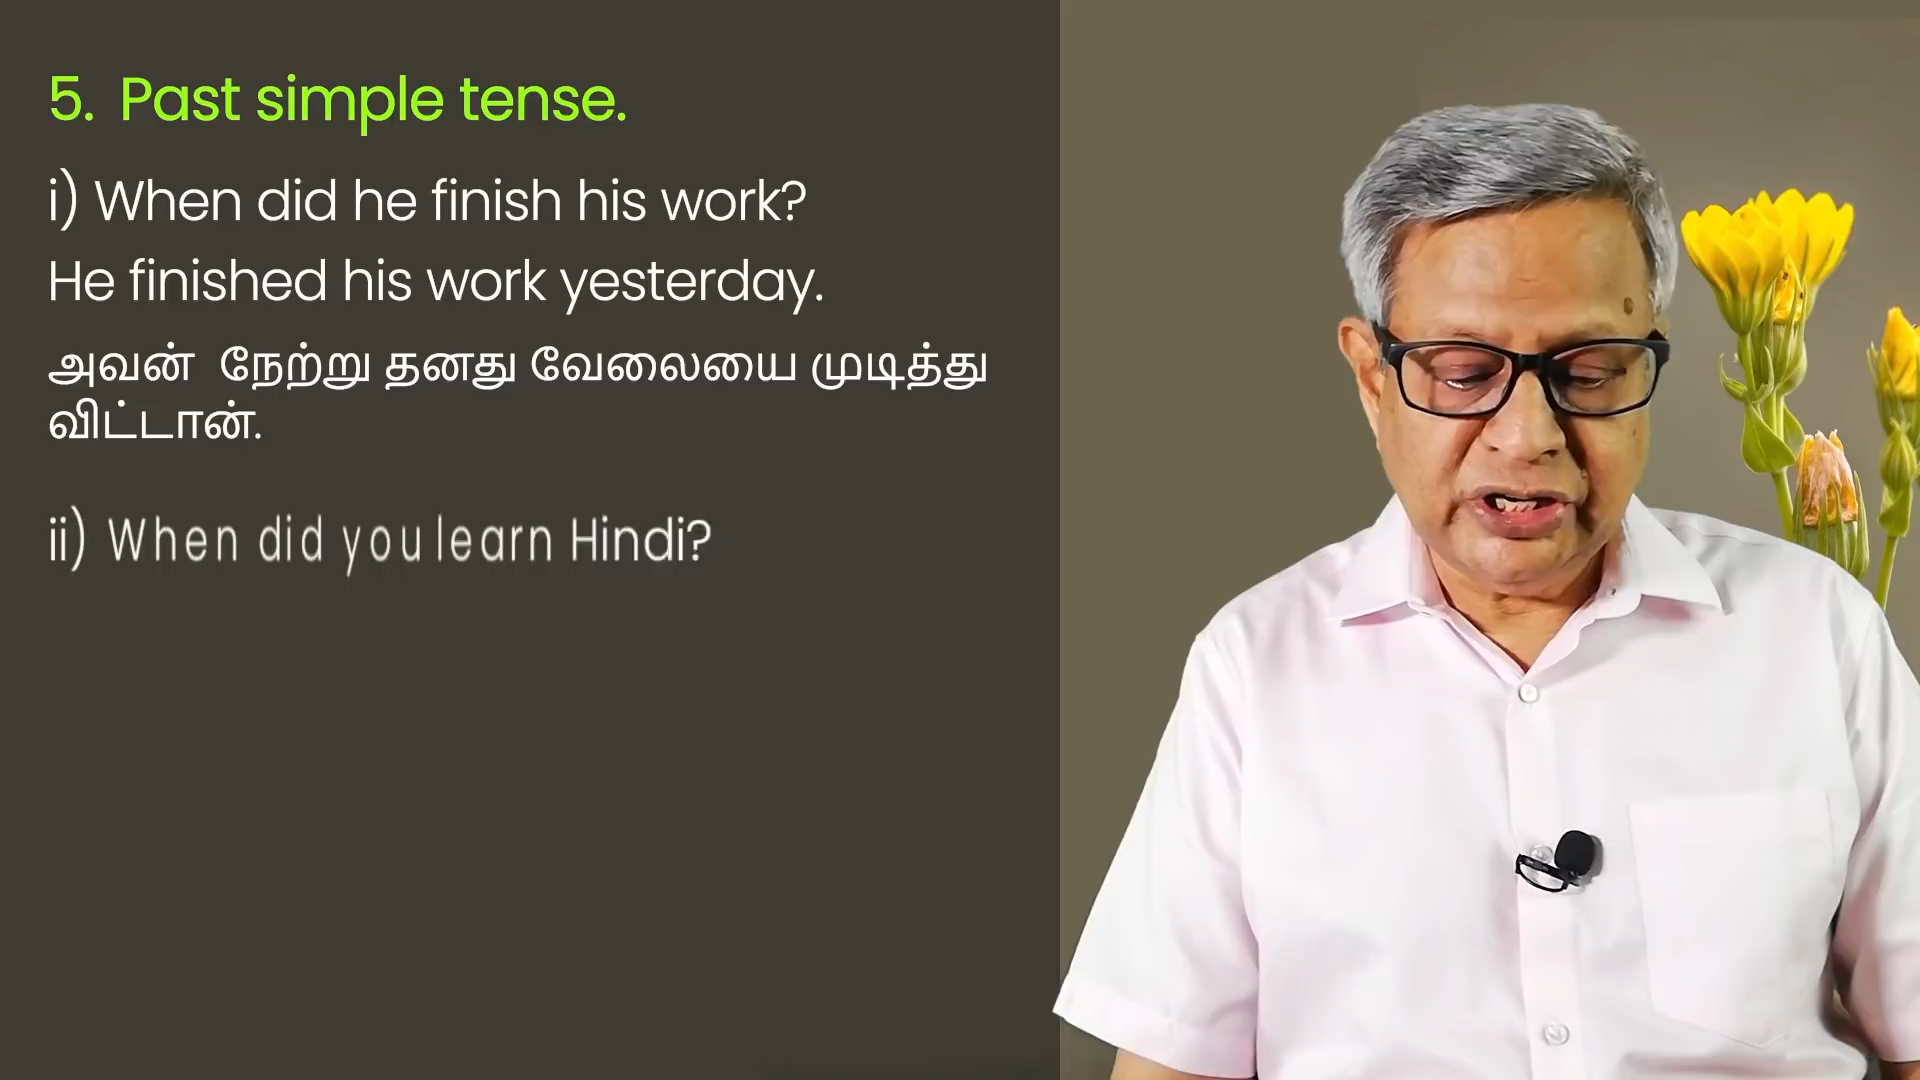 5. Past simple tense.
i) When did he finish his work?
He finished his work yesterday.
அவன் நேற்று தனது வேலையை முடித்து
விட்டான்.
ii) When did you learn Hindi?